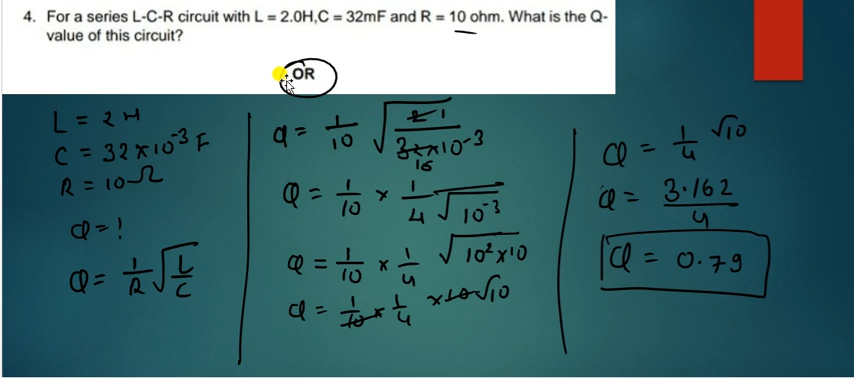 4. For a series L-C-R circuit with L = 2.0H,C = 32mF and R = 10 ohm. What is the Q-
value of this circuit?
OR
L = 2 H
C = 32 × 10⁻³ F
R = 10 Ω
Q = !
Q = 1/R √(L/C)
Q = 1/10 √(2 1/32 16 × 10⁻³)
Q = 1/10 × 1/4 √(1/10⁻³)
Q = 1/10 × 1/4 √(10² × 10)
Q = 1/10 × 1/4 × 10 √10
Q = 1/4 √10
Q = 3.162/4
Q = 0.79